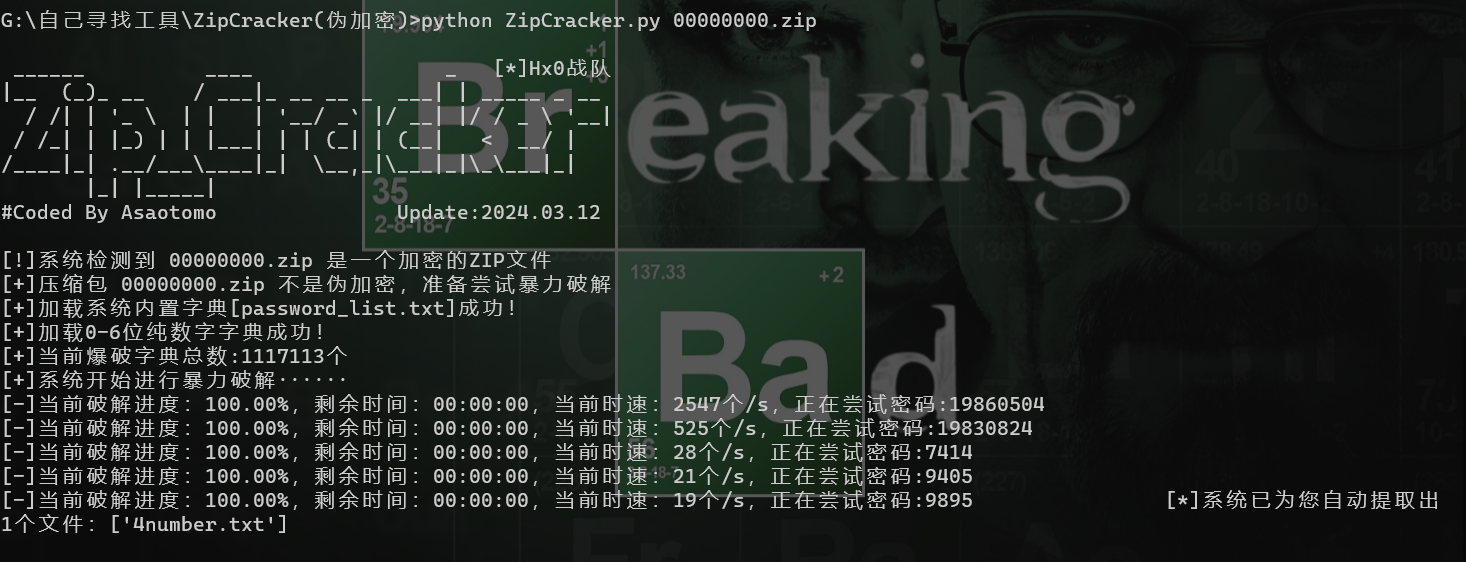 G:\自己寻找工具\ZipCracker(伪加密)>python ZipCracker.py 00000000.zip
[*]Hx0战队
#Coded By Asaotomo Update:2024.03.12
[!]系统检测到 00000000.zip 是一个加密的ZIP文件
[+]压缩包 00000000.zip 不是伪加密，准备尝试暴力破解
[+]加载系统内置字典[password_list.txt]成功！
[+]加载0-6位纯数字字典成功！
[+]当前爆破字典总数:1117113个
[+]系统开始进行暴力破解······
[-]当前破解进度：100.00%，剩余时间：00:00:00，当前时速：2547个/s，正在尝试密码:19860504
[-]当前破解进度：100.00%，剩余时间：00:00:00，当前时速：525个/s，正在尝试密码:19830824
[-]当前破解进度：100.00%，剩余时间：00:00:00，当前时速：28个/s，正在尝试密码:7414
[-]当前破解进度：100.00%，剩余时间：00:00:00，当前时速：21个/s，正在尝试密码:9405
[-]当前破解进度：100.00%，剩余时间：00:00:00，当前时速：19个/s，正在尝试密码:9895 [*]系统已为您自动提取出
1个文件：['4number.txt']
Breaking
35
2-8-18-7
137.33 +2
Bad